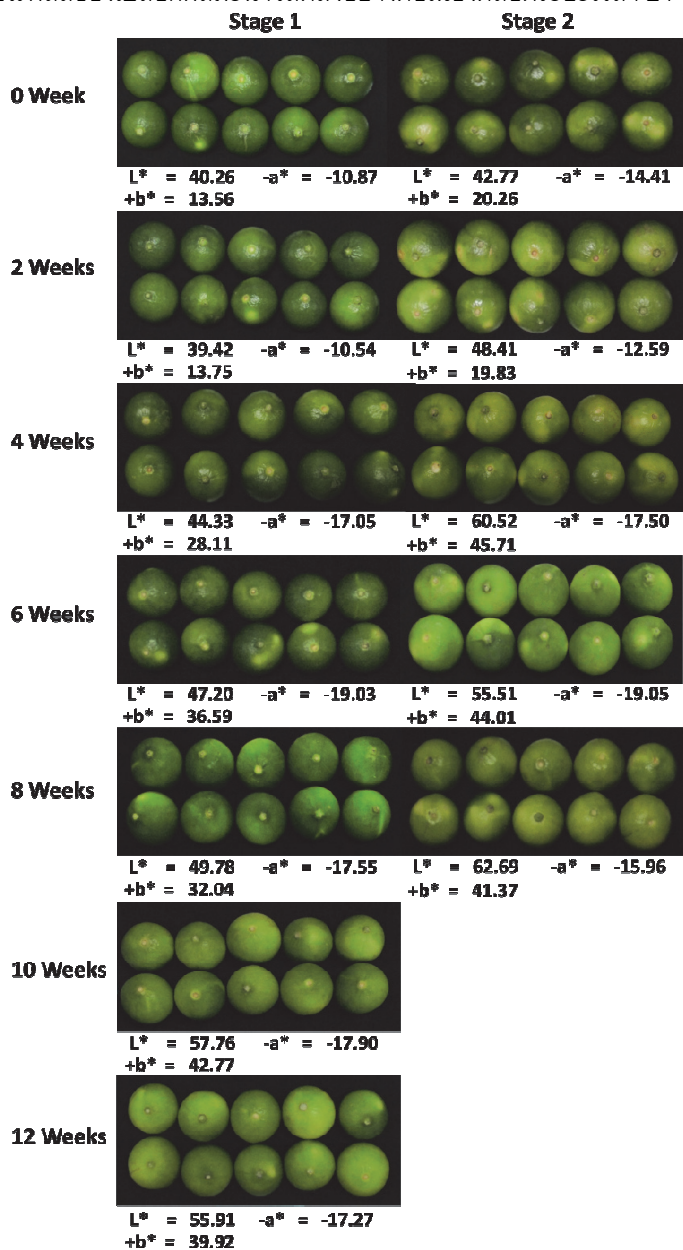 Stage 1 Stage 2
0 Week
L* = 40.26 -a* = -10.87 L* = 42.77 -a* = -14.41
+b* = 13.56 +b* = 20.26
2 Weeks
L* = 39.42 -a* = -10.54 L* = 48.41 -a* = -12.59
+b* = 13.75 +b* = 19.83
4 Weeks
L* = 44.33 -a* = -17.05 L* = 60.52 -a* = -17.50
+b* = 28.11 +b* = 45.71
6 Weeks
L* = 47.20 -a* = -19.03 L* = 55.51 -a* = -19.05
+b* = 36.59 +b* = 44.01
8 Weeks
L* = 49.78 -a* = -17.55 L* = 62.69 -a* = -15.96
+b* = 32.04 +b* = 41.37
10 Weeks
L* = 57.76 -a* = -17.90
+b* = 42.77
12 Weeks
L* = 55.91 -a* = -17.27
+b* = 39.92